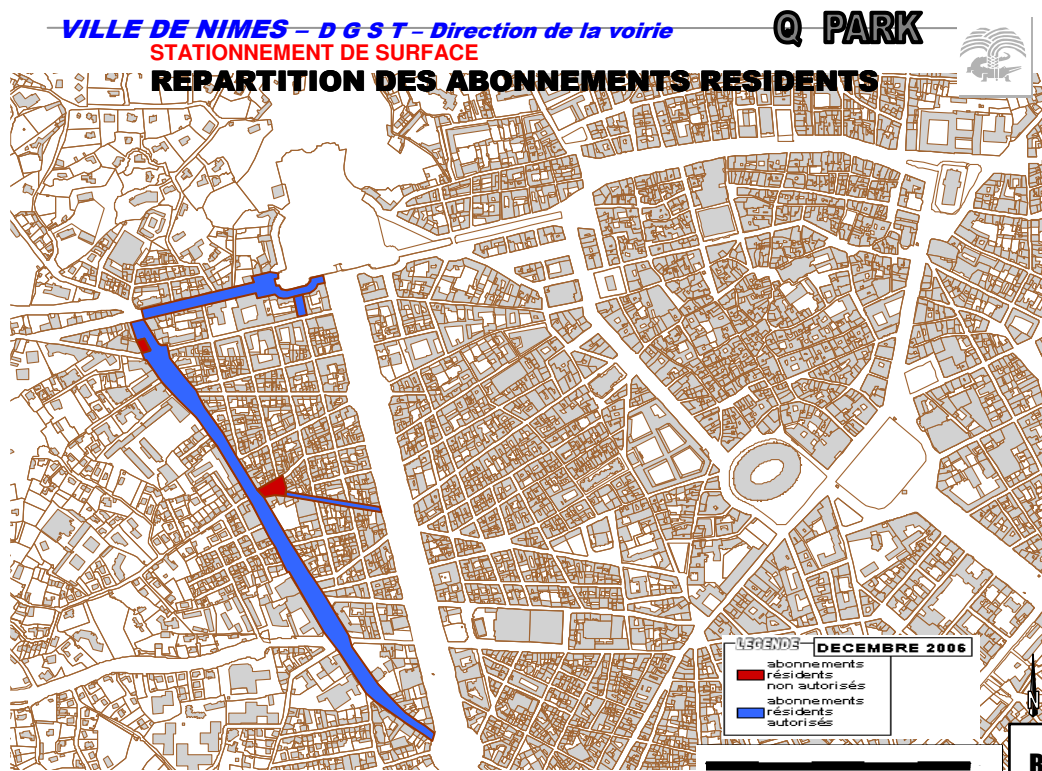 VILLE DE NIMES – D G S T – Direction de la voirie
Q PARK
STATIONNEMENT DE SURFACE
REPARTITION DES ABONNEMENTS RESIDENTS
LEGENDE
DECEMBRE 2006
abonnements
résidents
non autorisés
abonnements
résidents
autorisés
N
R